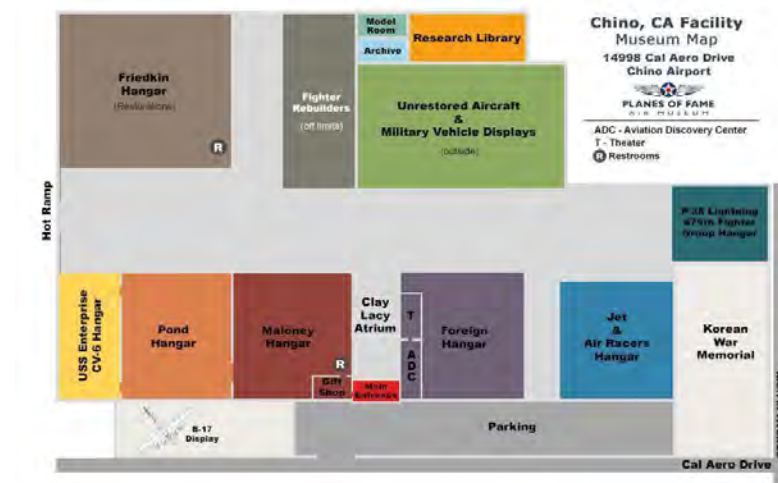 Chino, CA Facility
Museum Map
14998 Cal Aero Drive
Chino Airport
PLANES OF FAME
AIR MUSEUM
ADC - Aviation Discovery Center
T - Theater
R Restrooms
Friedkin
Hangar
(Restorations)
R
Fighter
Rebuilders
(off limits)
Model
Room
Archive
Research Library
Unrestored Aircraft
&
Military Vehicle Displays
(outside)
Hot Ramp
P-38 Lightning
475th Fighter
Group Hangar
USS Enterprise
CV-6 Hangar
Pond
Hangar
Maloney
Hangar
R
Gift
Shop
Clay
Lacy
Atrium
Main
Entrance
T
ADC
Foreign
Hangar
Jet
&
Air Racers
Hangar
Korean
War
Memorial
B-17
Display
Parking
Cal Aero Drive